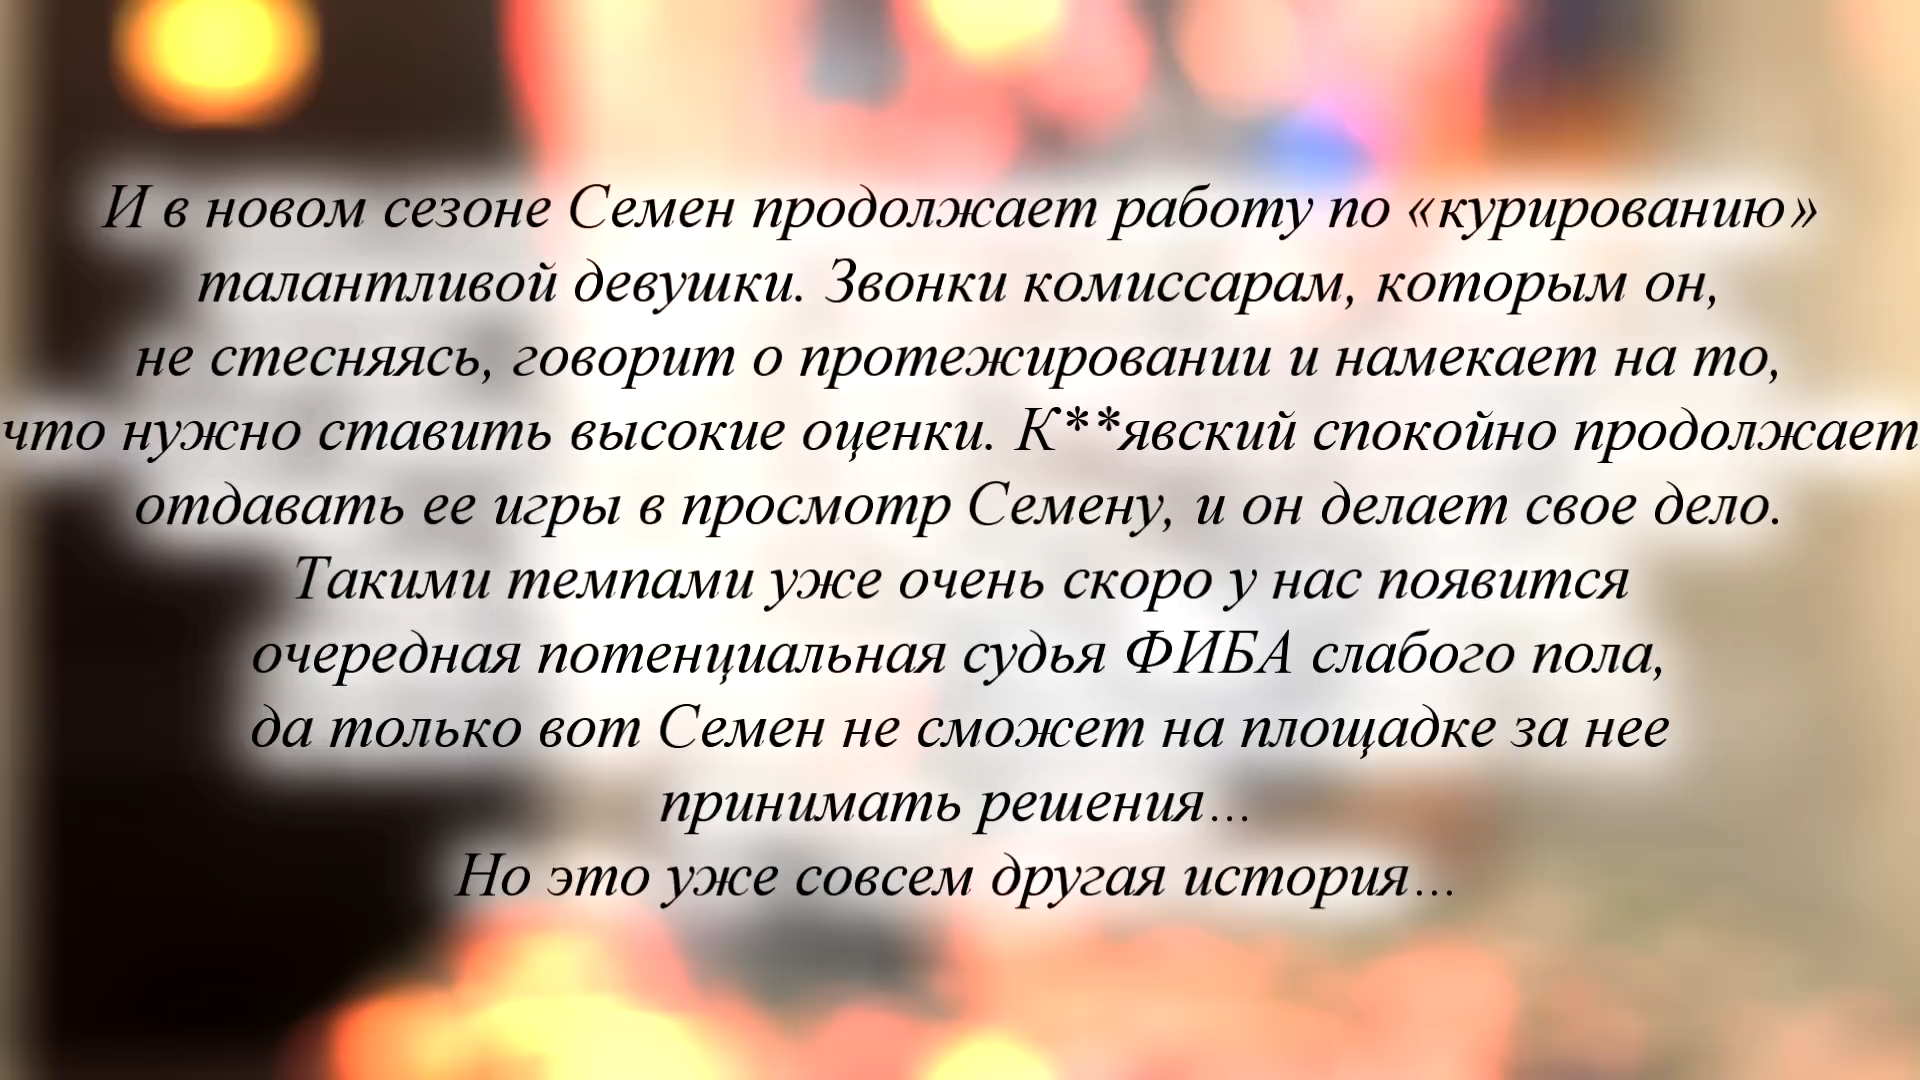 И в новом сезоне Семен продолжает работу по «курированию»
талантливой девушки. Звонки комиссарам, которым он,
не стесняясь, говорит о протежировании и намекает на то,
что нужно ставить высокие оценки. К**явский спокойно продолжает
отдавать ее игры в просмотр Семену, и он делает свое дело.
Такими темпами уже очень скоро у нас появится
очередная потенциальная судья ФИБА слабого пола,
да только вот Семен не сможет на площадке за нее
принимать решения...
Но это уже совсем другая история...